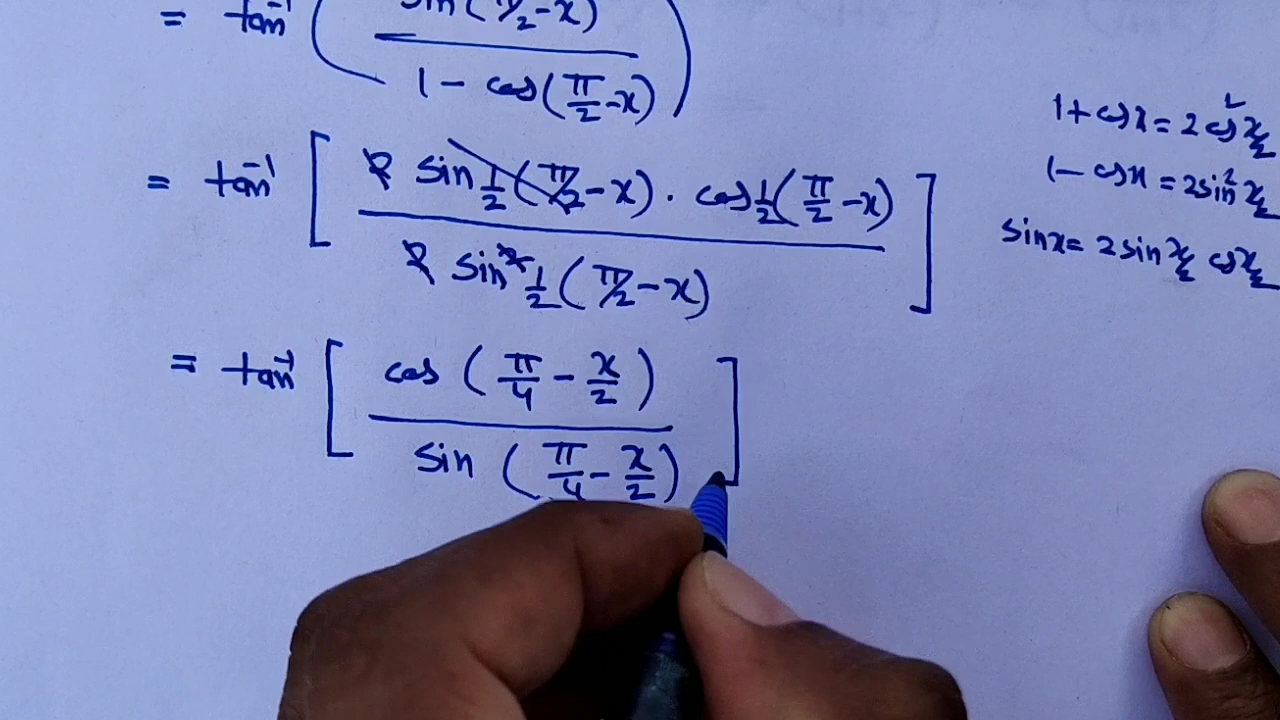 = tan⁻¹ ( sin(π/2 - x) / 1 - cos(π/2 - x) )
= tan⁻¹ [ 2 sin 1/2 (π/2 - x) . cos 1/2 (π/2 - x) / 2 sin² 1/2 (π/2 - x) ]
= tan⁻¹ [ cos (π/4 - x/2) / sin (π/4 - x/2) ]
1 + cos x = 2 cos² x/2
1 - cos x = 2 sin² x/2
sin x = 2 sin x/2 cos x/2